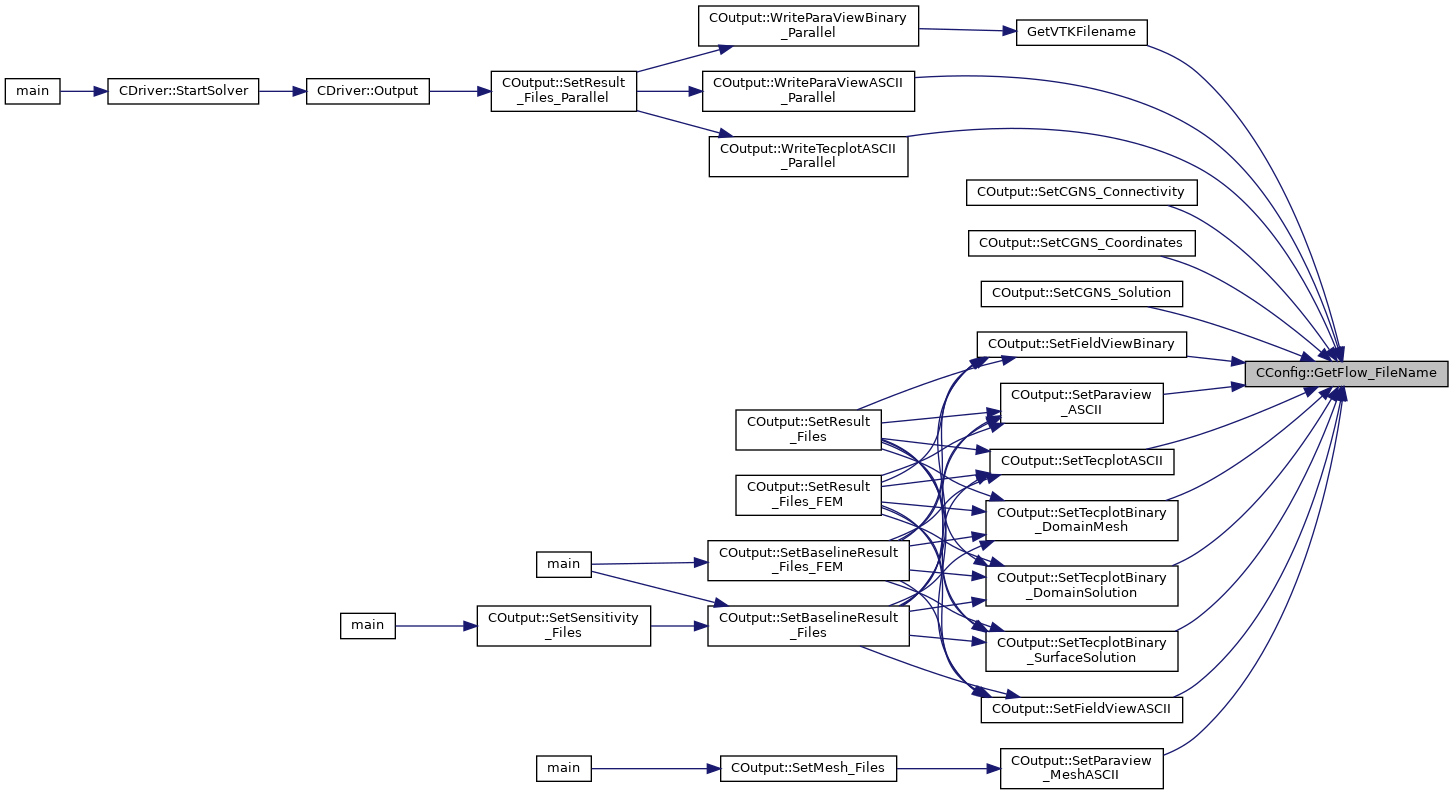 COutput::WriteParaViewBinary
_Parallel
GetVTKFilename
main
CDriver::StartSolver
CDriver::Output
COutput::SetResult
_Files_Parallel
COutput::WriteParaViewASCII
_Parallel
COutput::WriteTecplotASCII
_Parallel
COutput::SetCGNS_Connectivity
COutput::SetCGNS_Coordinates
COutput::SetCGNS_Solution
COutput::SetFieldViewBinary
CConfig::GetFlow_FileName
COutput::SetParaview
_ASCII
COutput::SetResult
_Files
COutput::SetTecplotASCII
COutput::SetResult
_Files_FEM
COutput::SetTecplotBinary
_DomainMesh
main
COutput::SetBaselineResult
_Files_FEM
COutput::SetTecplotBinary
_DomainSolution
main
COutput::SetSensitivity
_Files
COutput::SetBaselineResult
_Files
COutput::SetTecplotBinary
_SurfaceSolution
COutput::SetFieldViewASCII
main
COutput::SetMesh_Files
COutput::SetParaview
_MeshASCII